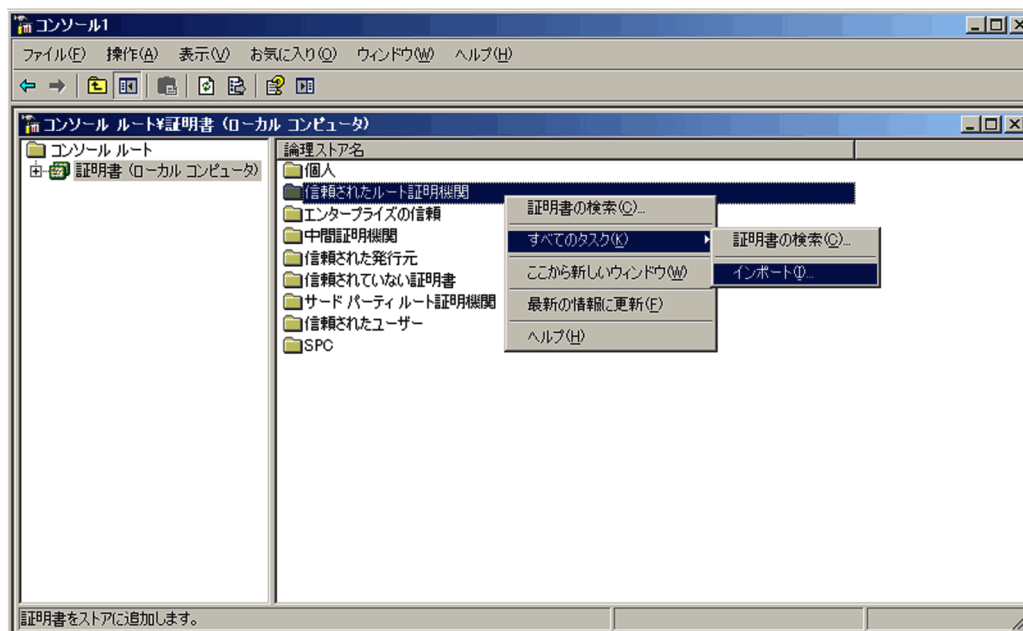 コンソール1
ファイル(F) 操作(A) 表示(V) お気に入り(O) ウィンドウ(W) ヘルプ(H)
コンソール ルート¥証明書 (ローカル コンピュータ)
コンソール ルート
証明書 (ローカル コンピュータ)
論理ストア名
個人
信頼されたルート証明機関
エンタープライズの信頼
中間証明機関
信頼された発行元
信頼されていない証明書
サード パーティ ルート証明機関
信頼されたユーザー
SPC
証明書の検索(C)...
すべてのタスク(K)
ここから新しいウィンドウ(W)
最新の情報に更新(F)
ヘルプ(H)
証明書の検索(C)...
インポート(I)...
証明書をストアに追加します。